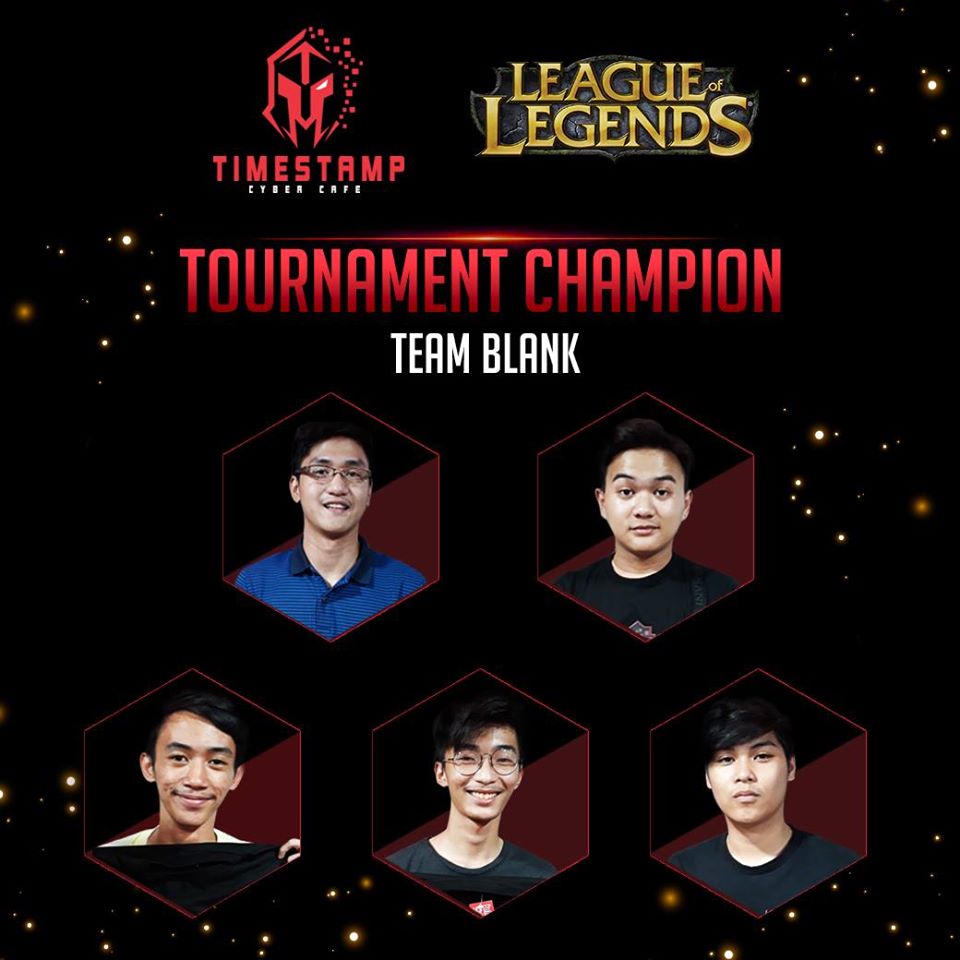 TIMESTAMP
CYBER CAFE
LEAGUE of
LEGENDS
TOURNAMENT CHAMPION
TEAM BLANK